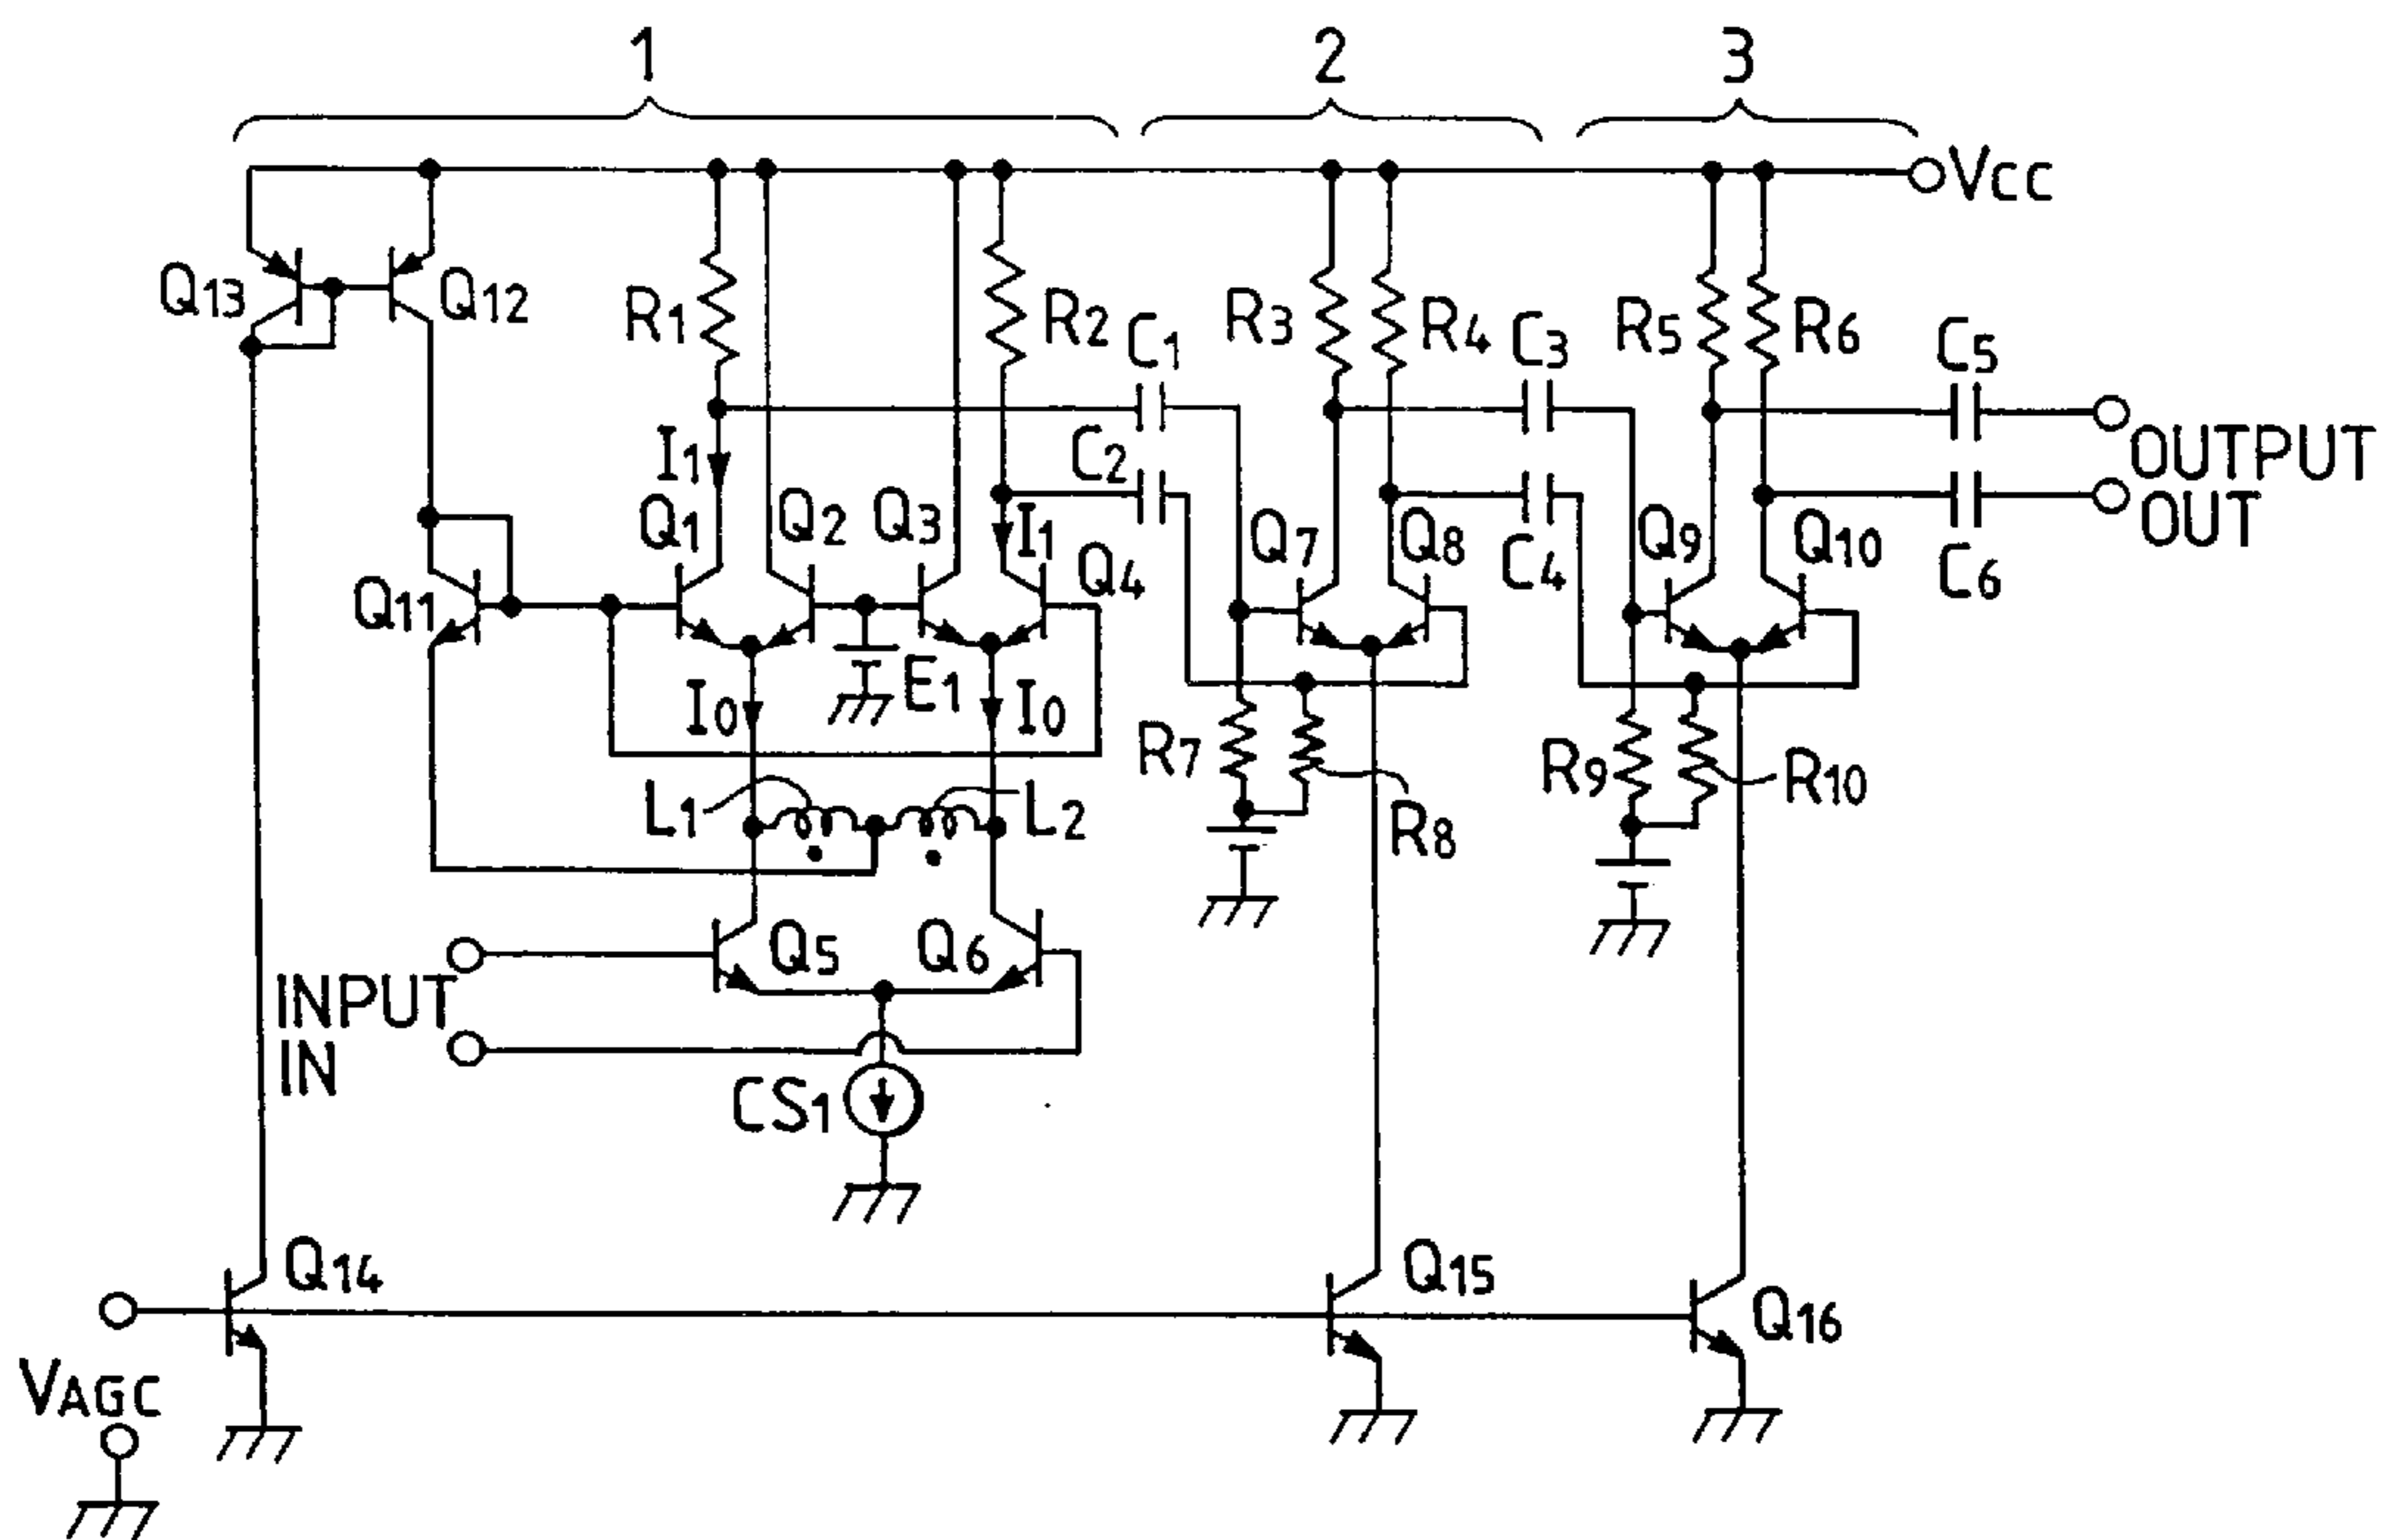 1
2
3
VCC
Q13
Q12
R1
R2
C1
R3
R4
C3
R5
R6
C5
I1
C2
OUTPUT
OUT
Q1
Q2
Q3
I1
Q4
Q7
Q8
C4
Q9
Q10
C6
Q11
E1
I0
I0
R7
R8
R9
R10
L1
L2
Q5
Q6
INPUT
IN
CS1
Q14
Q15
Q16
VAGC